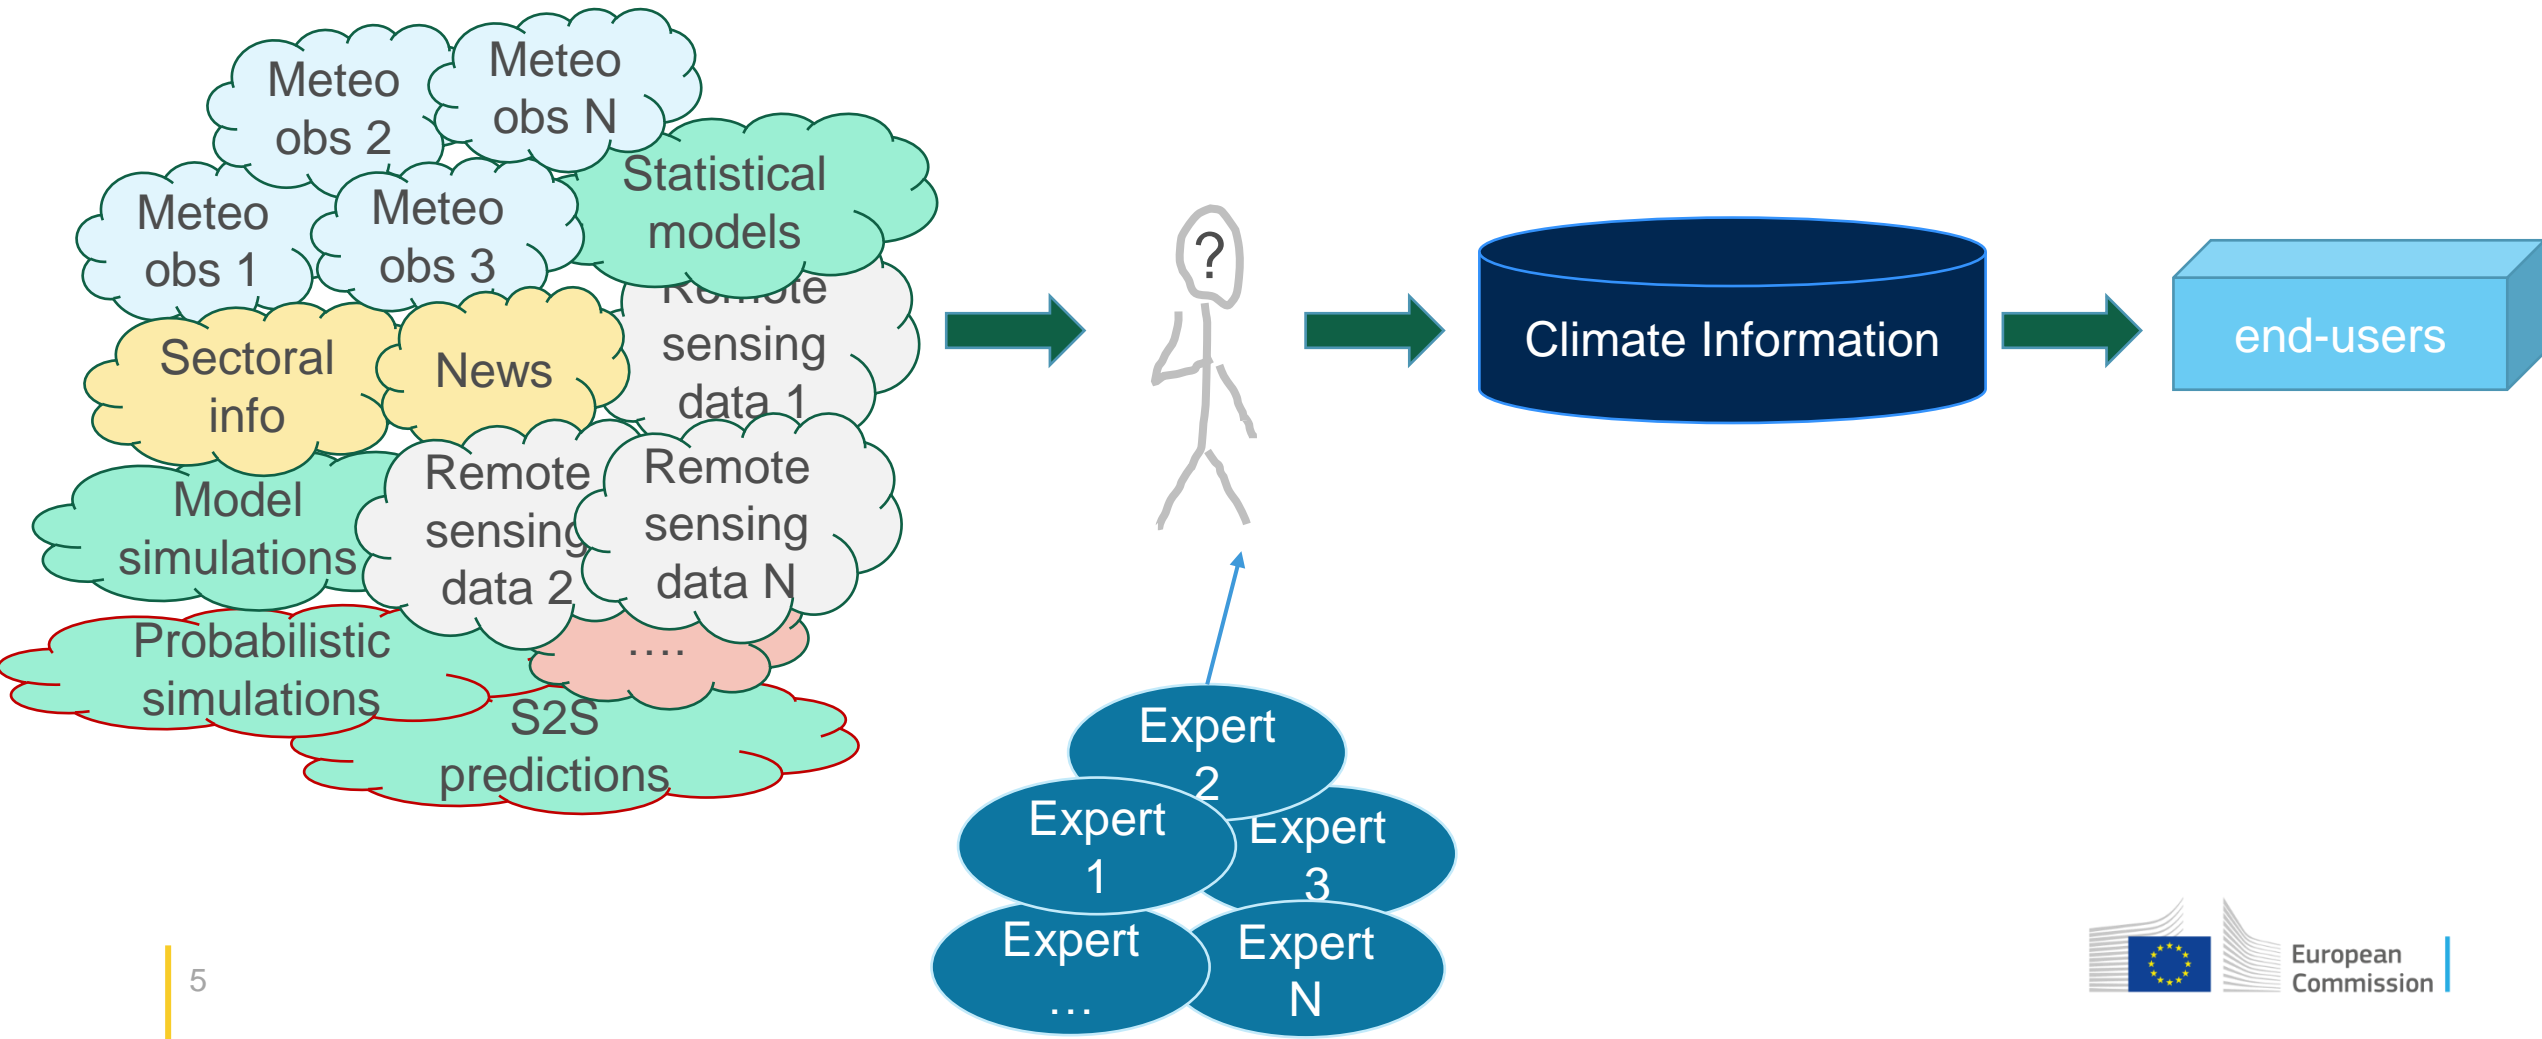 Meteo
obs 2
Meteo
obs N
Meteo
obs 1
Meteo
obs 3
Statistical
models
Sectoral
info
News
Remote
sensing
data 1
Model
simulations
Remote
sensing
data 2
Remote
sensing
data N
Probabilistic
simulations
....
S2S
predictions
?
Climate Information
end-users
Expert
2
Expert
1
Expert
3
Expert
…
Expert
N
5
European
Commission